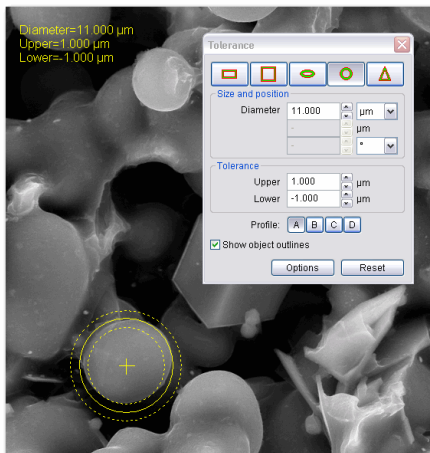 Diameter=11.000 µm
Upper=1.000 µm
Lower=-1.000 µm
Tolerance
Size and position
Diameter 11.000 µm
- µm
- °
Tolerance
Upper 1.000 µm
Lower -1.000 µm
Profile: A B C D
Show object outlines
Options Reset